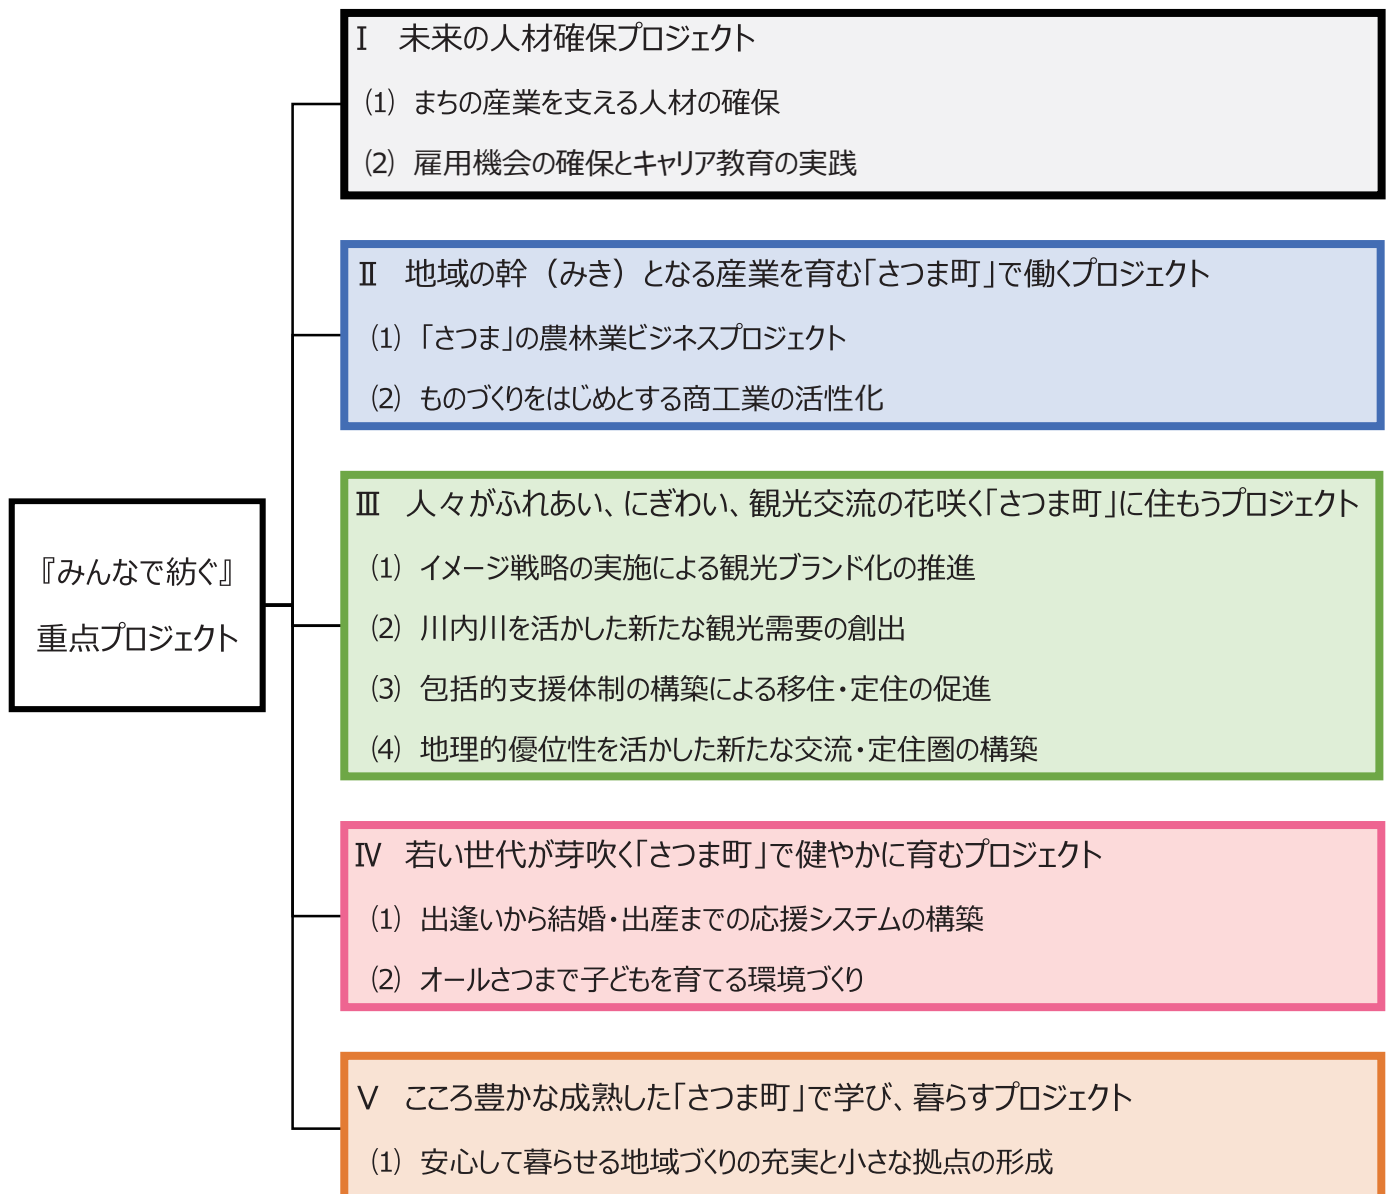 『みんなで紡ぐ』
重点プロジェクト
Ⅰ 未来の人材確保プロジェクト
⑴ まちの産業を支える人材の確保
⑵ 雇用機会の確保とキャリア教育の実践
Ⅱ 地域の幹（みき）となる産業を育む「さつま町」で働くプロジェクト
⑴ 「さつま」の農林業ビジネスプロジェクト
⑵ ものづくりをはじめとする商工業の活性化
Ⅲ 人々がふれあい、にぎわい、観光交流の花咲く「さつま町」に住もうプロジェクト
⑴ イメージ戦略の実施による観光ブランド化の推進
⑵ 川内川を活かした新たな観光需要の創出
⑶ 包括的支援体制の構築による移住・定住の促進
⑷ 地理的優位性を活かした新たな交流・定住圏の構築
Ⅳ 若い世代が芽吹く「さつま町」で健やかに育むプロジェクト
⑴ 出逢いから結婚・出産までの応援システムの構築
⑵ オールさつまで子どもを育てる環境づくり
Ⅴ こころ豊かな成熟した「さつま町」で学び、暮らすプロジェクト
⑴ 安心して暮らせる地域づくりの充実と小さな拠点の形成